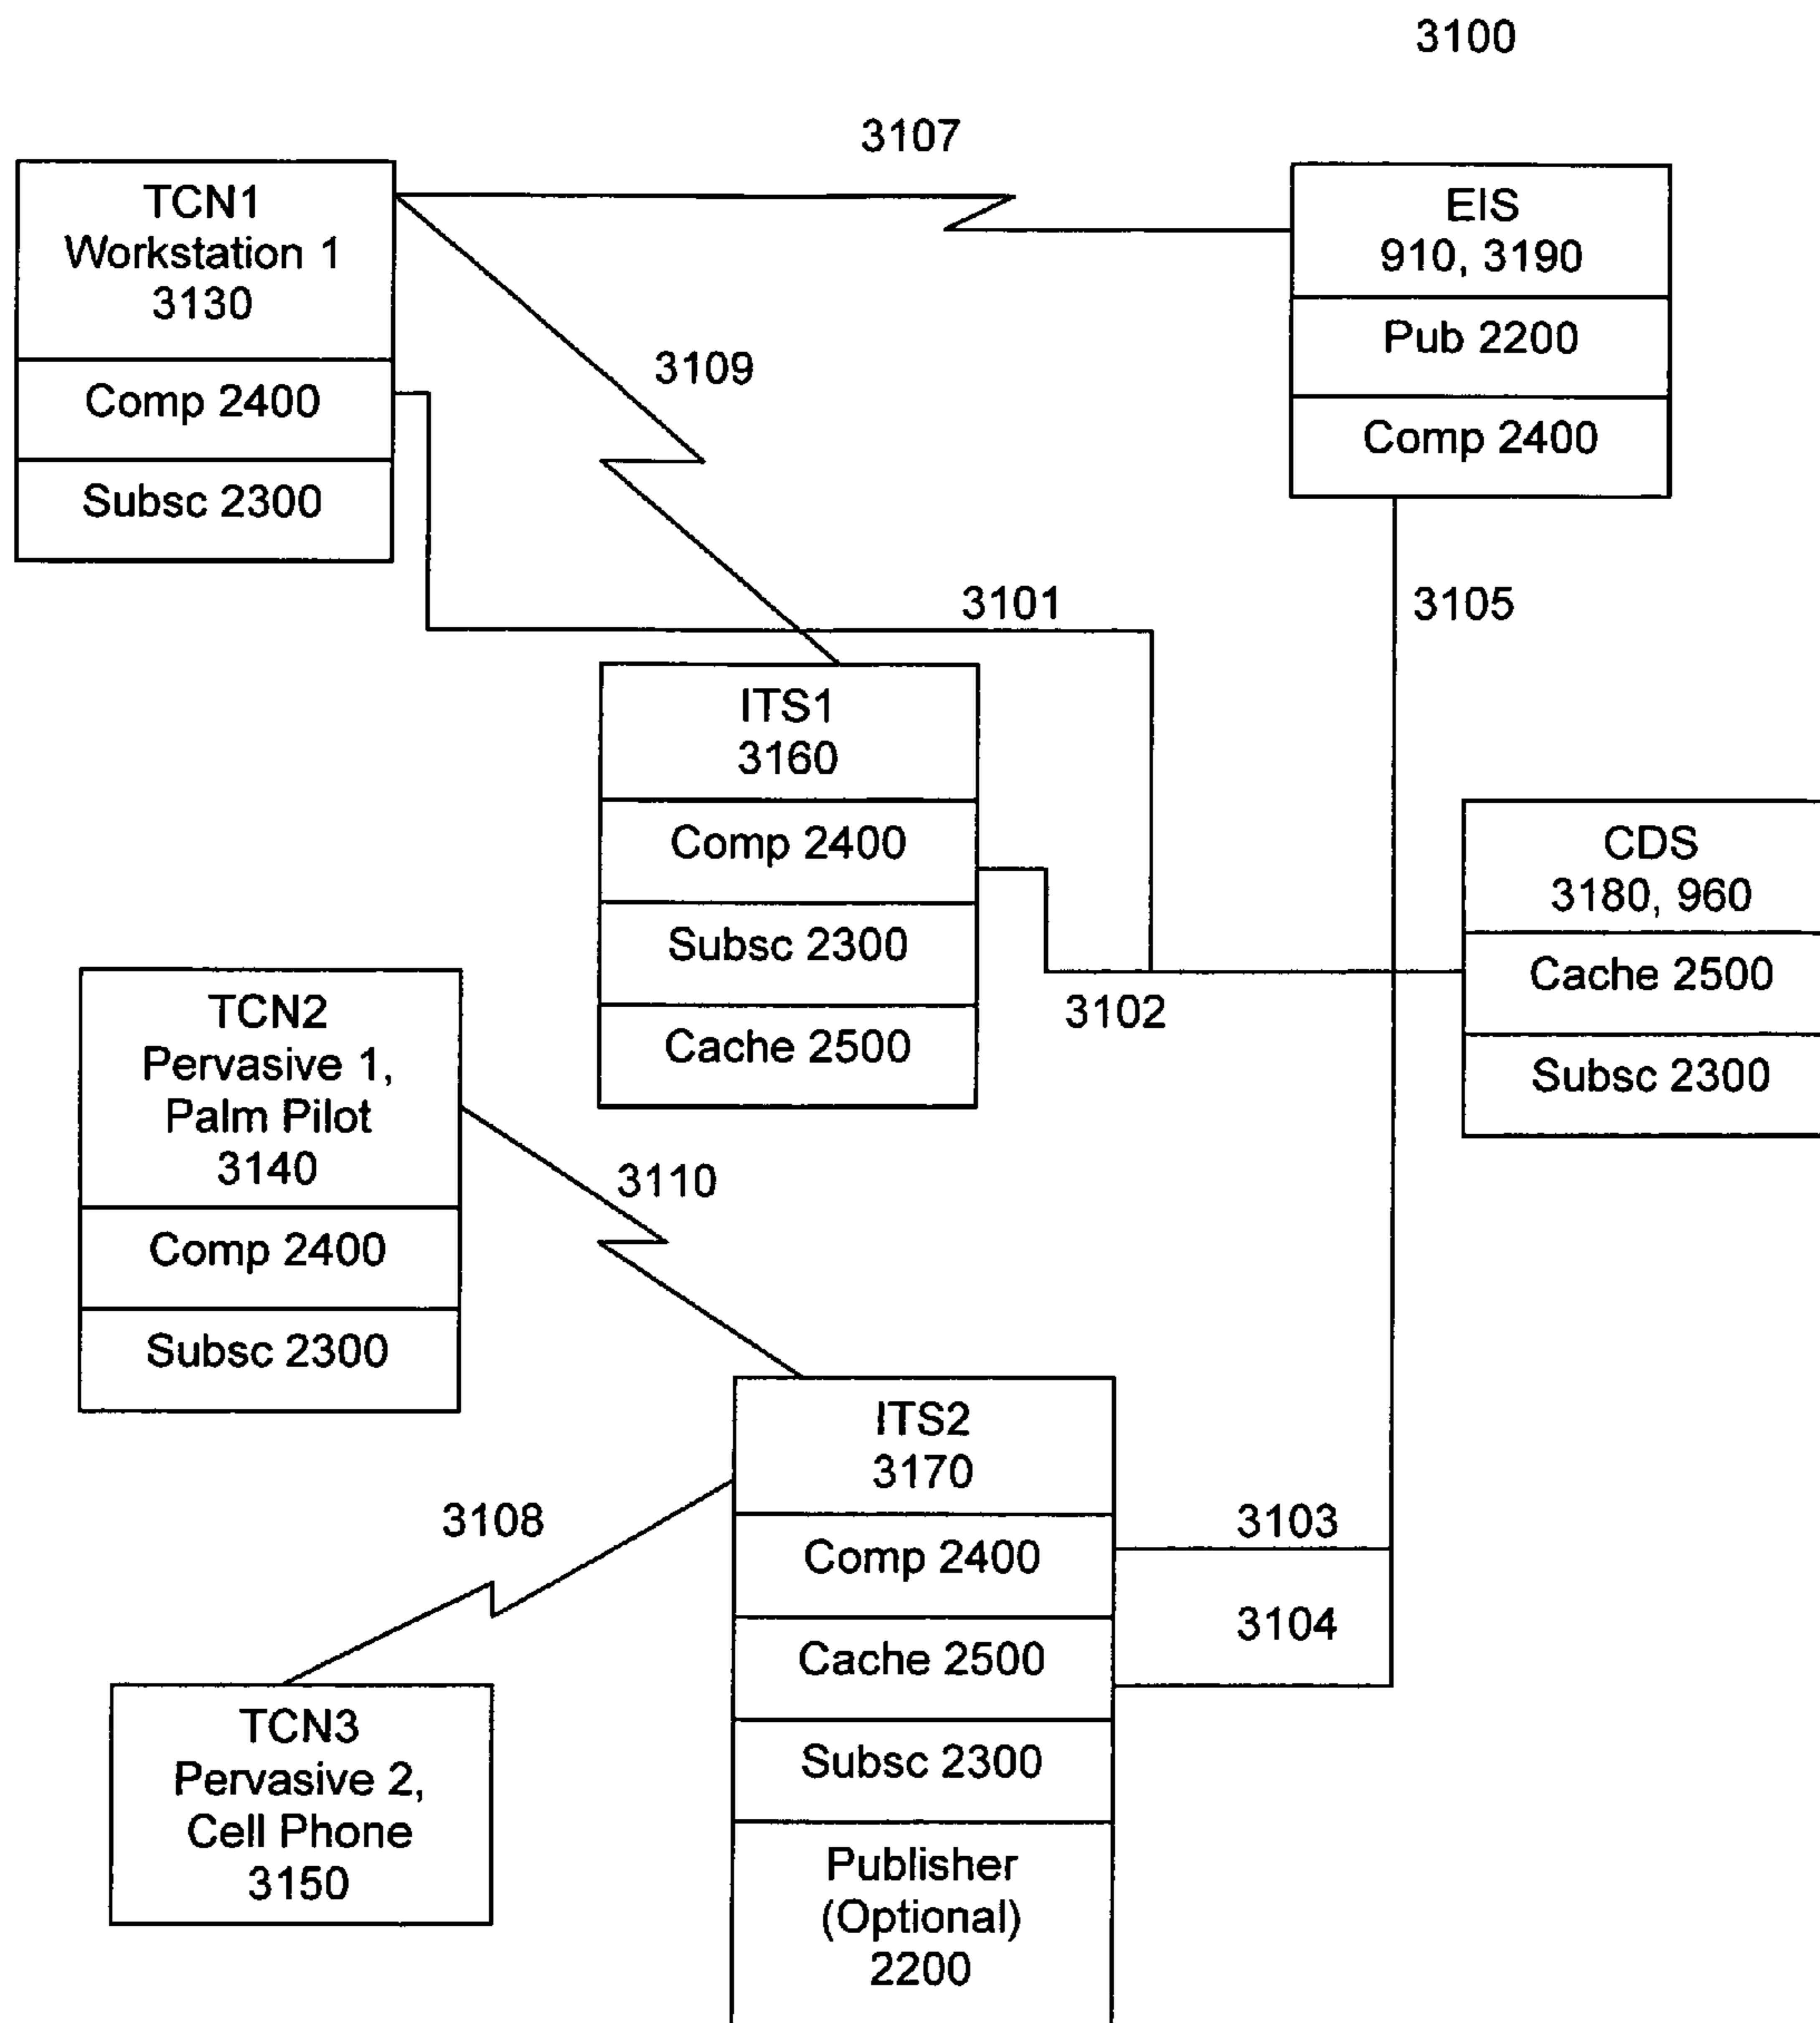 3100
3107
TCN1
Workstation 1
3130
Comp 2400
Subsc 2300
EIS
910, 3190
Pub 2200
Comp 2400
3109
3101
3105
ITS1
3160
Comp 2400
Subsc 2300
Cache 2500
3102
CDS
3180, 960
Cache 2500
Subsc 2300
TCN2
Pervasive 1,
Palm Pilot
3140
Comp 2400
Subsc 2300
3110
ITS2
3170
Comp 2400
Cache 2500
Subsc 2300
Publisher
(Optional)
2200
3108
3103
3104
TCN3
Pervasive 2,
Cell Phone
3150